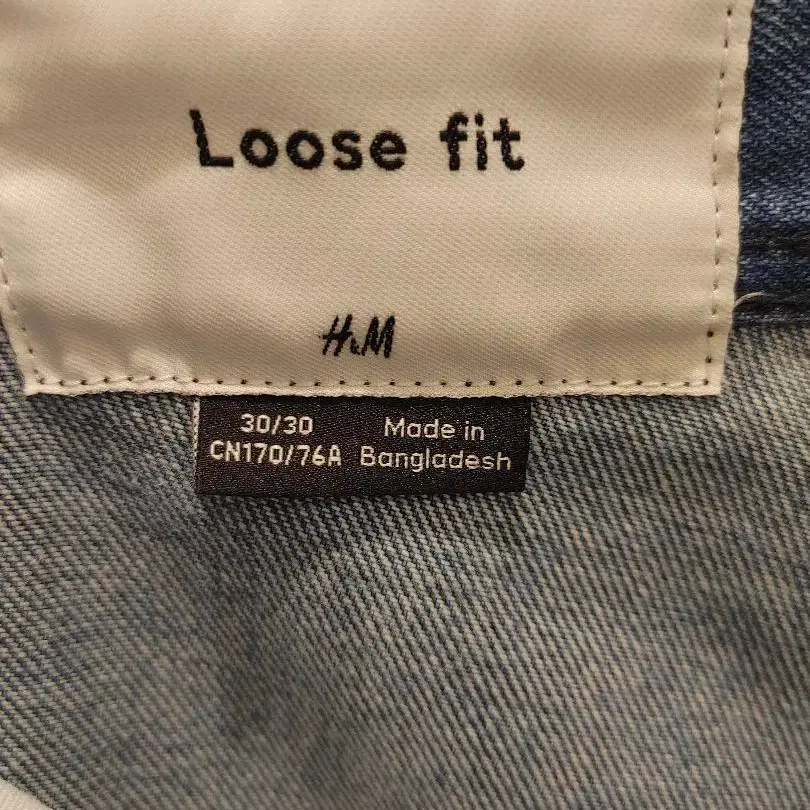 Loose fit
H&M
30/30
CN170/76A
Made in
Bangladesh